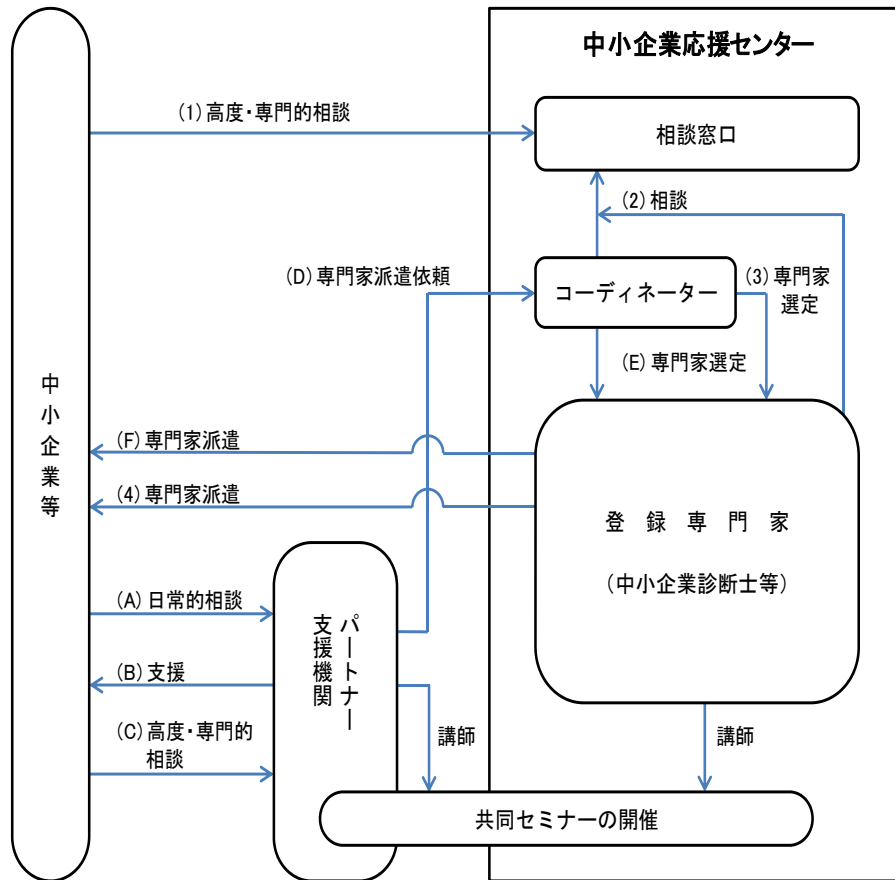 中小企業応援センター
(1)高度・専門的相談
相談窓口
(2)相談
(D)専門家派遣依頼
コーディネーター
(3)専門家
選定
(E)専門家選定
中小企業等
(F)専門家派遣
(4)専門家派遣
登録専門家
(中小企業診断士等)
(A)日常的相談
パートナー
支援機関
(B)支援
(C)高度・専門的
相談
講師
講師
共同セミナーの開催